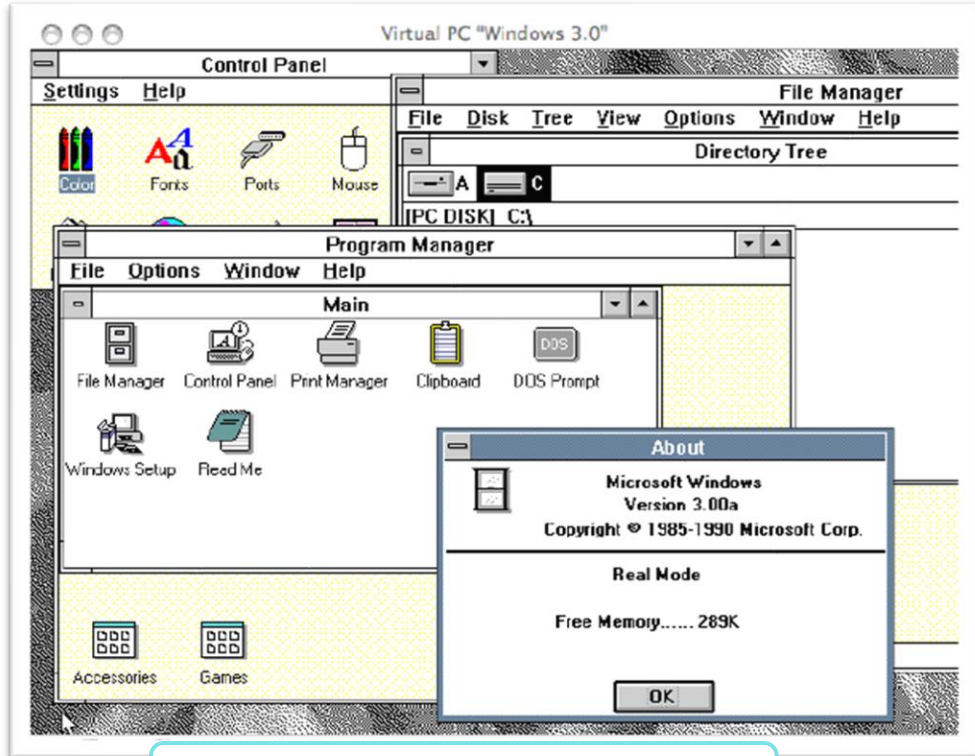 Virtual PC "Windows 3.0"
Control Panel
Settings Help
File Manager
File Disk Tree View Options Window Help
Directory Tree
Color Fonts Ports Mouse
A C
[PC DISK] C:\
Program Manager
File Options Window Help
Main
File Manager Control Panel Print Manager Clipboard DOS Prompt
DOS
Windows Setup Read Me
About
Microsoft Windows
Version 3.00a
Copyright © 1985-1990 Microsoft Corp.
Real Mode
Free Memory...... 289K
OK
Accessories Games